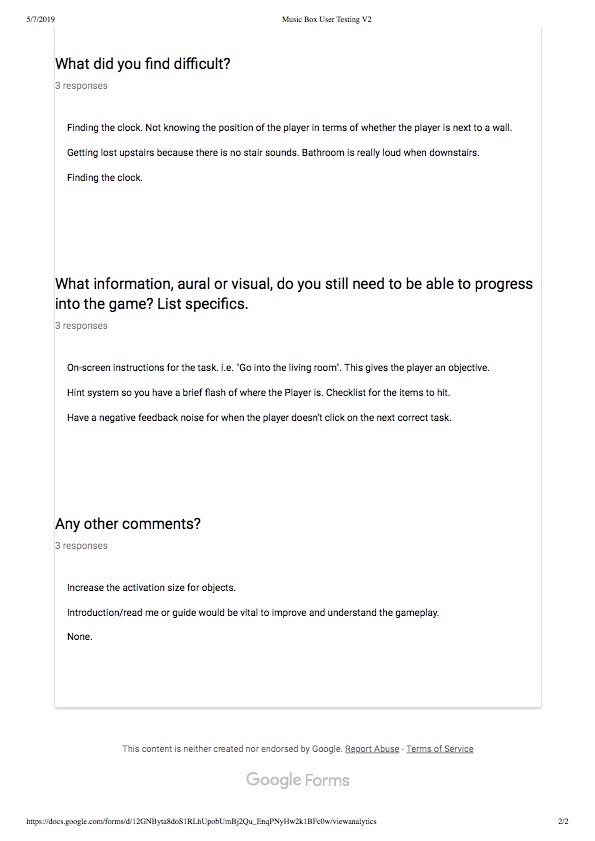 5/7/2019
Music Box User Testing V2
What did you find difficult?
3 responses
Finding the clock. Not knowing the position of the player in terms of whether the player is next to a wall.
Getting lost upstairs because there is no stair sounds. Bathroom is really loud when downstairs.
Finding the clock.
What information, aural or visual, do you still need to be able to progress
into the game? List specifics.
3 responses
On-screen instructions for the task. i.e. "Go into the living room". This gives the player an objective.
Hint system so you have a brief flash of where the Player is. Checklist for the items to hit.
Have a negative feedback noise for when the player doesn't click on the next correct task.
Any other comments?
3 responses
Increase the activation size for objects.
Introduction/read me or guide would be vital to improve and understand the gameplay.
None.
This content is neither created nor endorsed by Google. Report Abuse - Terms of Service
Google Forms
https://docs.google.com/forms/d/12GNByta8doS1RLhUpobUmBj2Qu_EnqPNyHw2k1BFc0w/viewanalytics
2/2